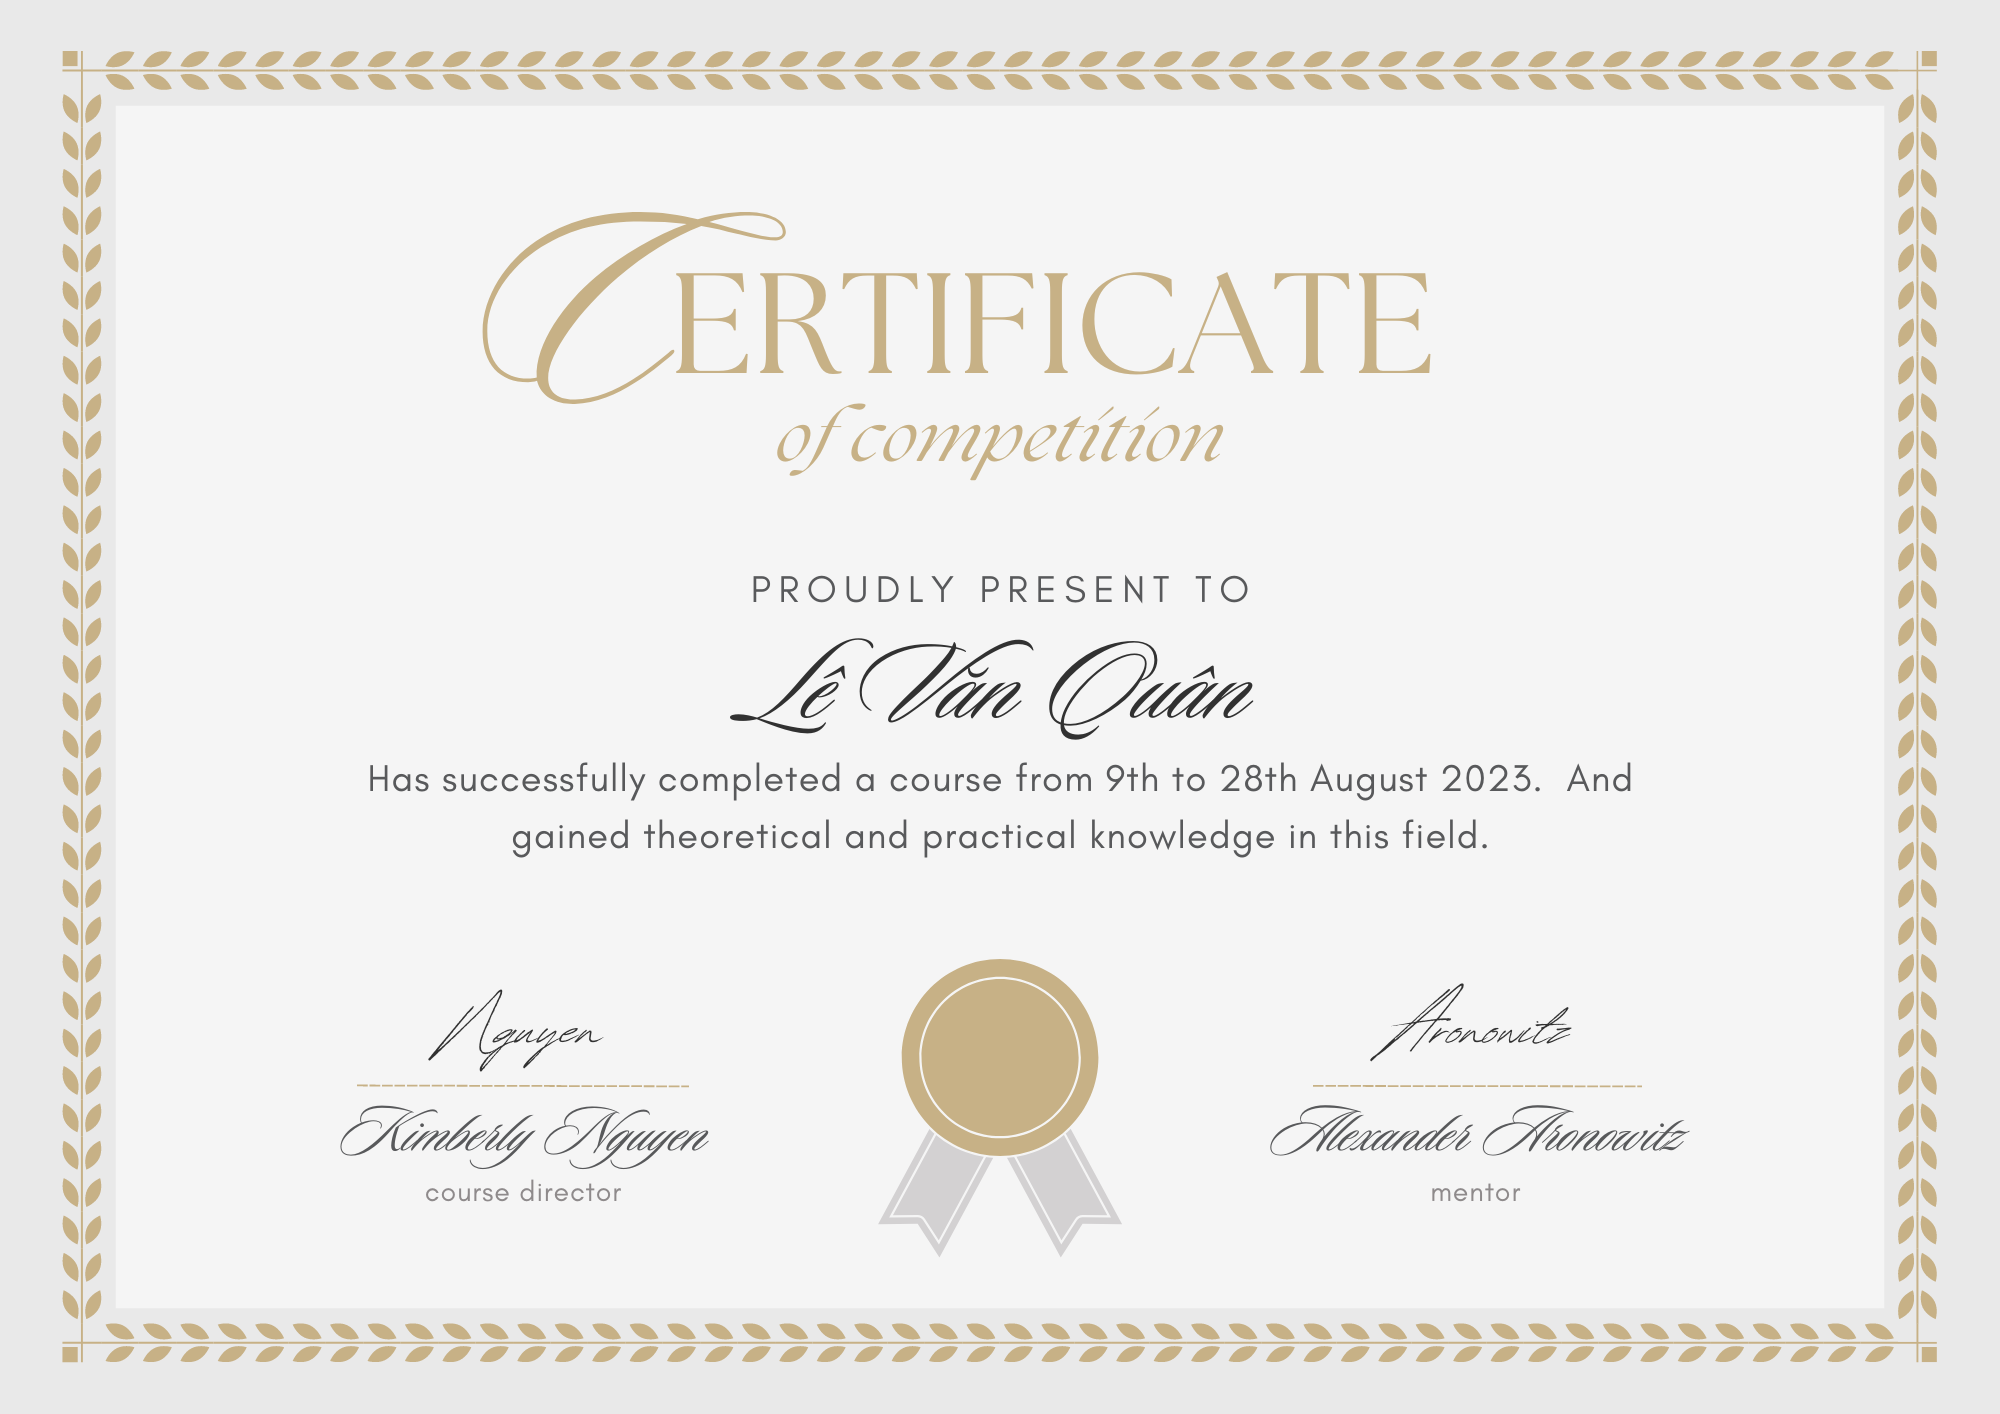 CERTIFICATE
of competition
PROUDLY PRESENT TO
Lê Văn Quân
Has successfully completed a course from 9th to 28th August 2023. And
gained theoretical and practical knowledge in this field.
Nguyen
Aronowitz
Kimberly Nguyen
Alexander Aronowitz
course director
mentor